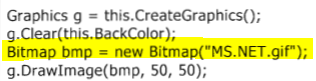 Graphics g = this.CreateGraphics();
g.Clear(this.BackColor);
Bitmap bmp = new Bitmap("MS.NET.gif");
g.DrawImage(bmp, 50, 50);